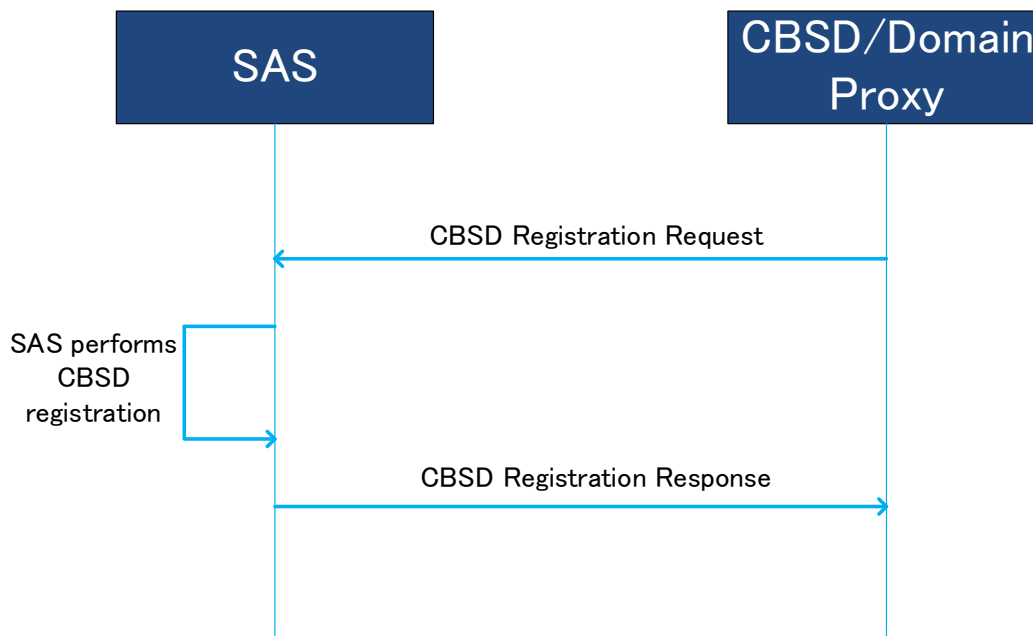 SAS
CBSD/Domain
Proxy
CBSD Registration Request
SAS performs
CBSD
registration
CBSD Registration Response